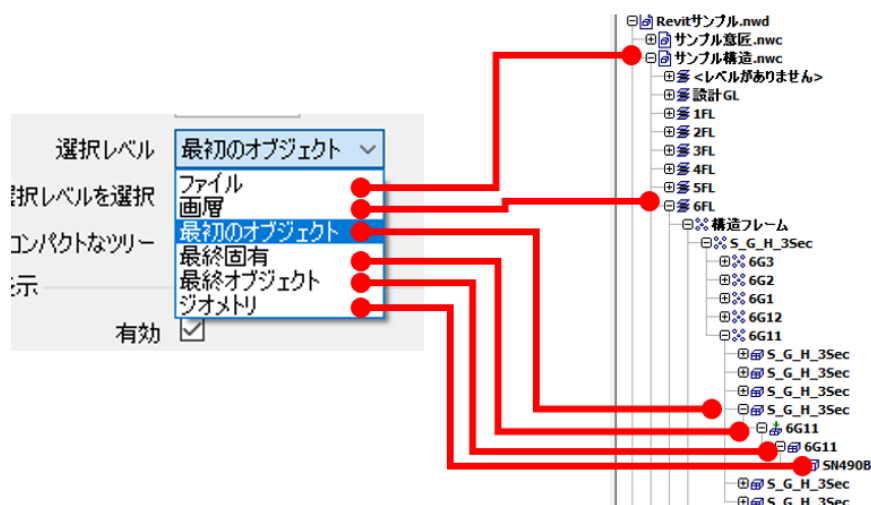 選択レベル
最初のオブジェクト
選択レベルを選択
コンパクトなツリー
示
有効
ファイル
画層
最初のオブジェクト
最終固有
最終オブジェクト
ジオメトリ
Revitサンプル.nwd
サンプル意匠.nwc
サンプル構造.nwc
<レベルがありません>
設計GL
1FL
2FL
3FL
4FL
5FL
6FL
構造フレーム
S_G_H_3Sec
6G3
6G2
6G1
6G12
6G11
S_G_H_3Sec
S_G_H_3Sec
S_G_H_3Sec
S_G_H_3Sec
6G11
6G11
SN490B
S_G_H_3Sec
S_G_H_3Sec